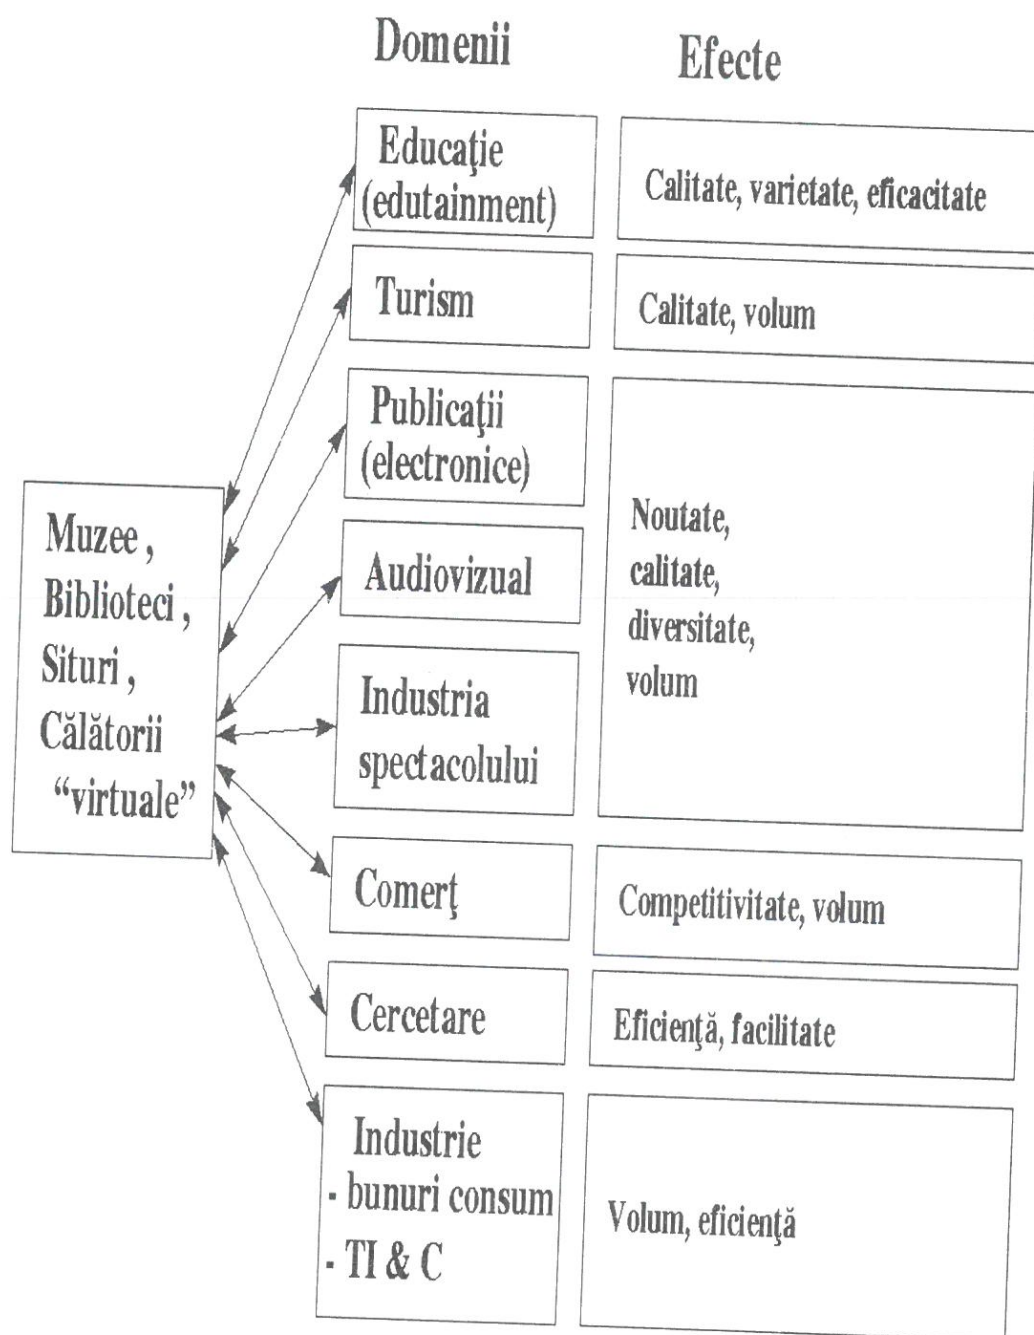 Domenii
Efecte
Educaţie
(edutainment)
Calitate, varietate, eficacitate
Turism
Calitate, volum
Publicaţii
(electronice)
Audiovizual
Industria
spectacolului
Noutate,
calitate,
diversitate,
volum
Muzee ,
Biblioteci ,
Situri ,
Călătorii
“virtuale”
Comerţ
Competitivitate, volum
Cercetare
Eficienţă, facilitate
Industrie
- bunuri consum
- TI & C
Volum, eficienţă